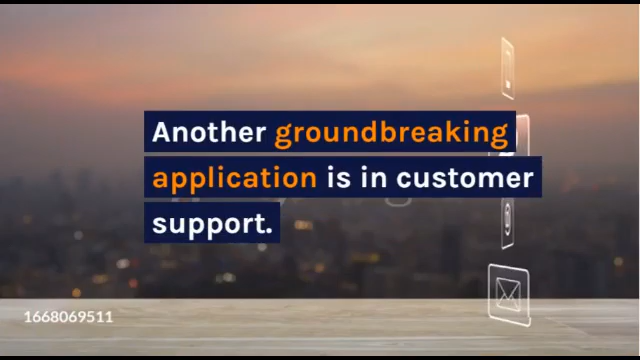 Another groundbreaking
application is in customer
support.
1668069511